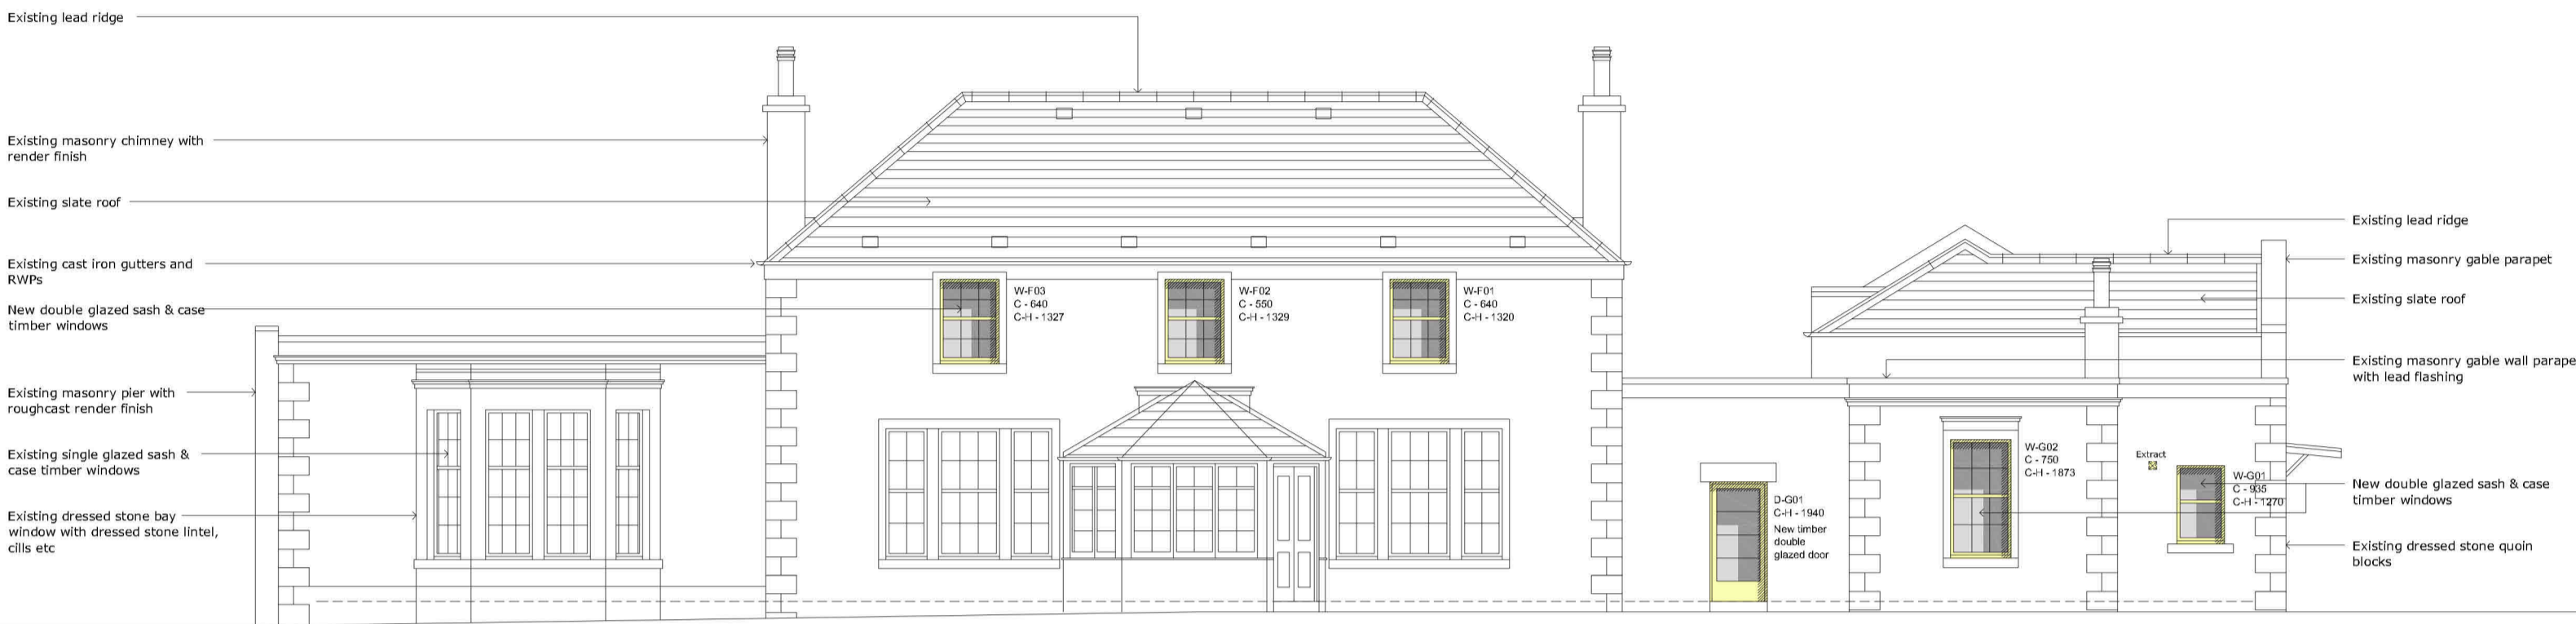 Existing lead ridge
Existing masonry chimney with
render finish
Existing slate roof
Existing cast iron gutters and
RWPs
New double glazed sash & case
timber windows
Existing masonry pier with
roughcast render finish
Existing single glazed sash &
case timber windows
Existing dressed stone bay
window with dressed stone lintel,
cills etc
W-F03
C - 640
C-H - 1327
W-F02
C - 550
C-H - 1329
W-F01
C - 640
C-H - 1320
D-G01
C-H - 1940
New timber
double
glazed door
W-G02
C - 750
C-H - 1873
Extract
W-G01
C - 935
C-H - 1270
Existing lead ridge
Existing masonry gable parapet
Existing slate roof
Existing masonry gable wall parape
with lead flashing
New double glazed sash & case
timber windows
Existing dressed stone quoin
blocks